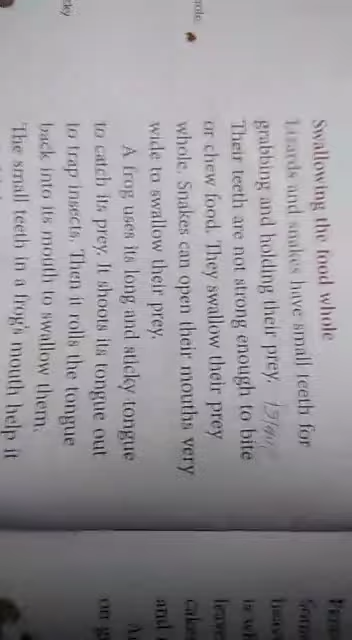 Swallowing the food whole
Lizards and snakes have small teeth for
grabbing and holding their prey.
Their teeth are not strong enough to bite
or chew food. They swallow their prey
whole. Snakes can open their mouths very
wide to swallow their prey.
A frog uses its long and sticky tongue
to catch its prey. It shoots its tongue out
to trap insects. Then it rolls the tongue
back into its mouth to swallow them.
The small teeth in a frog's mouth help it